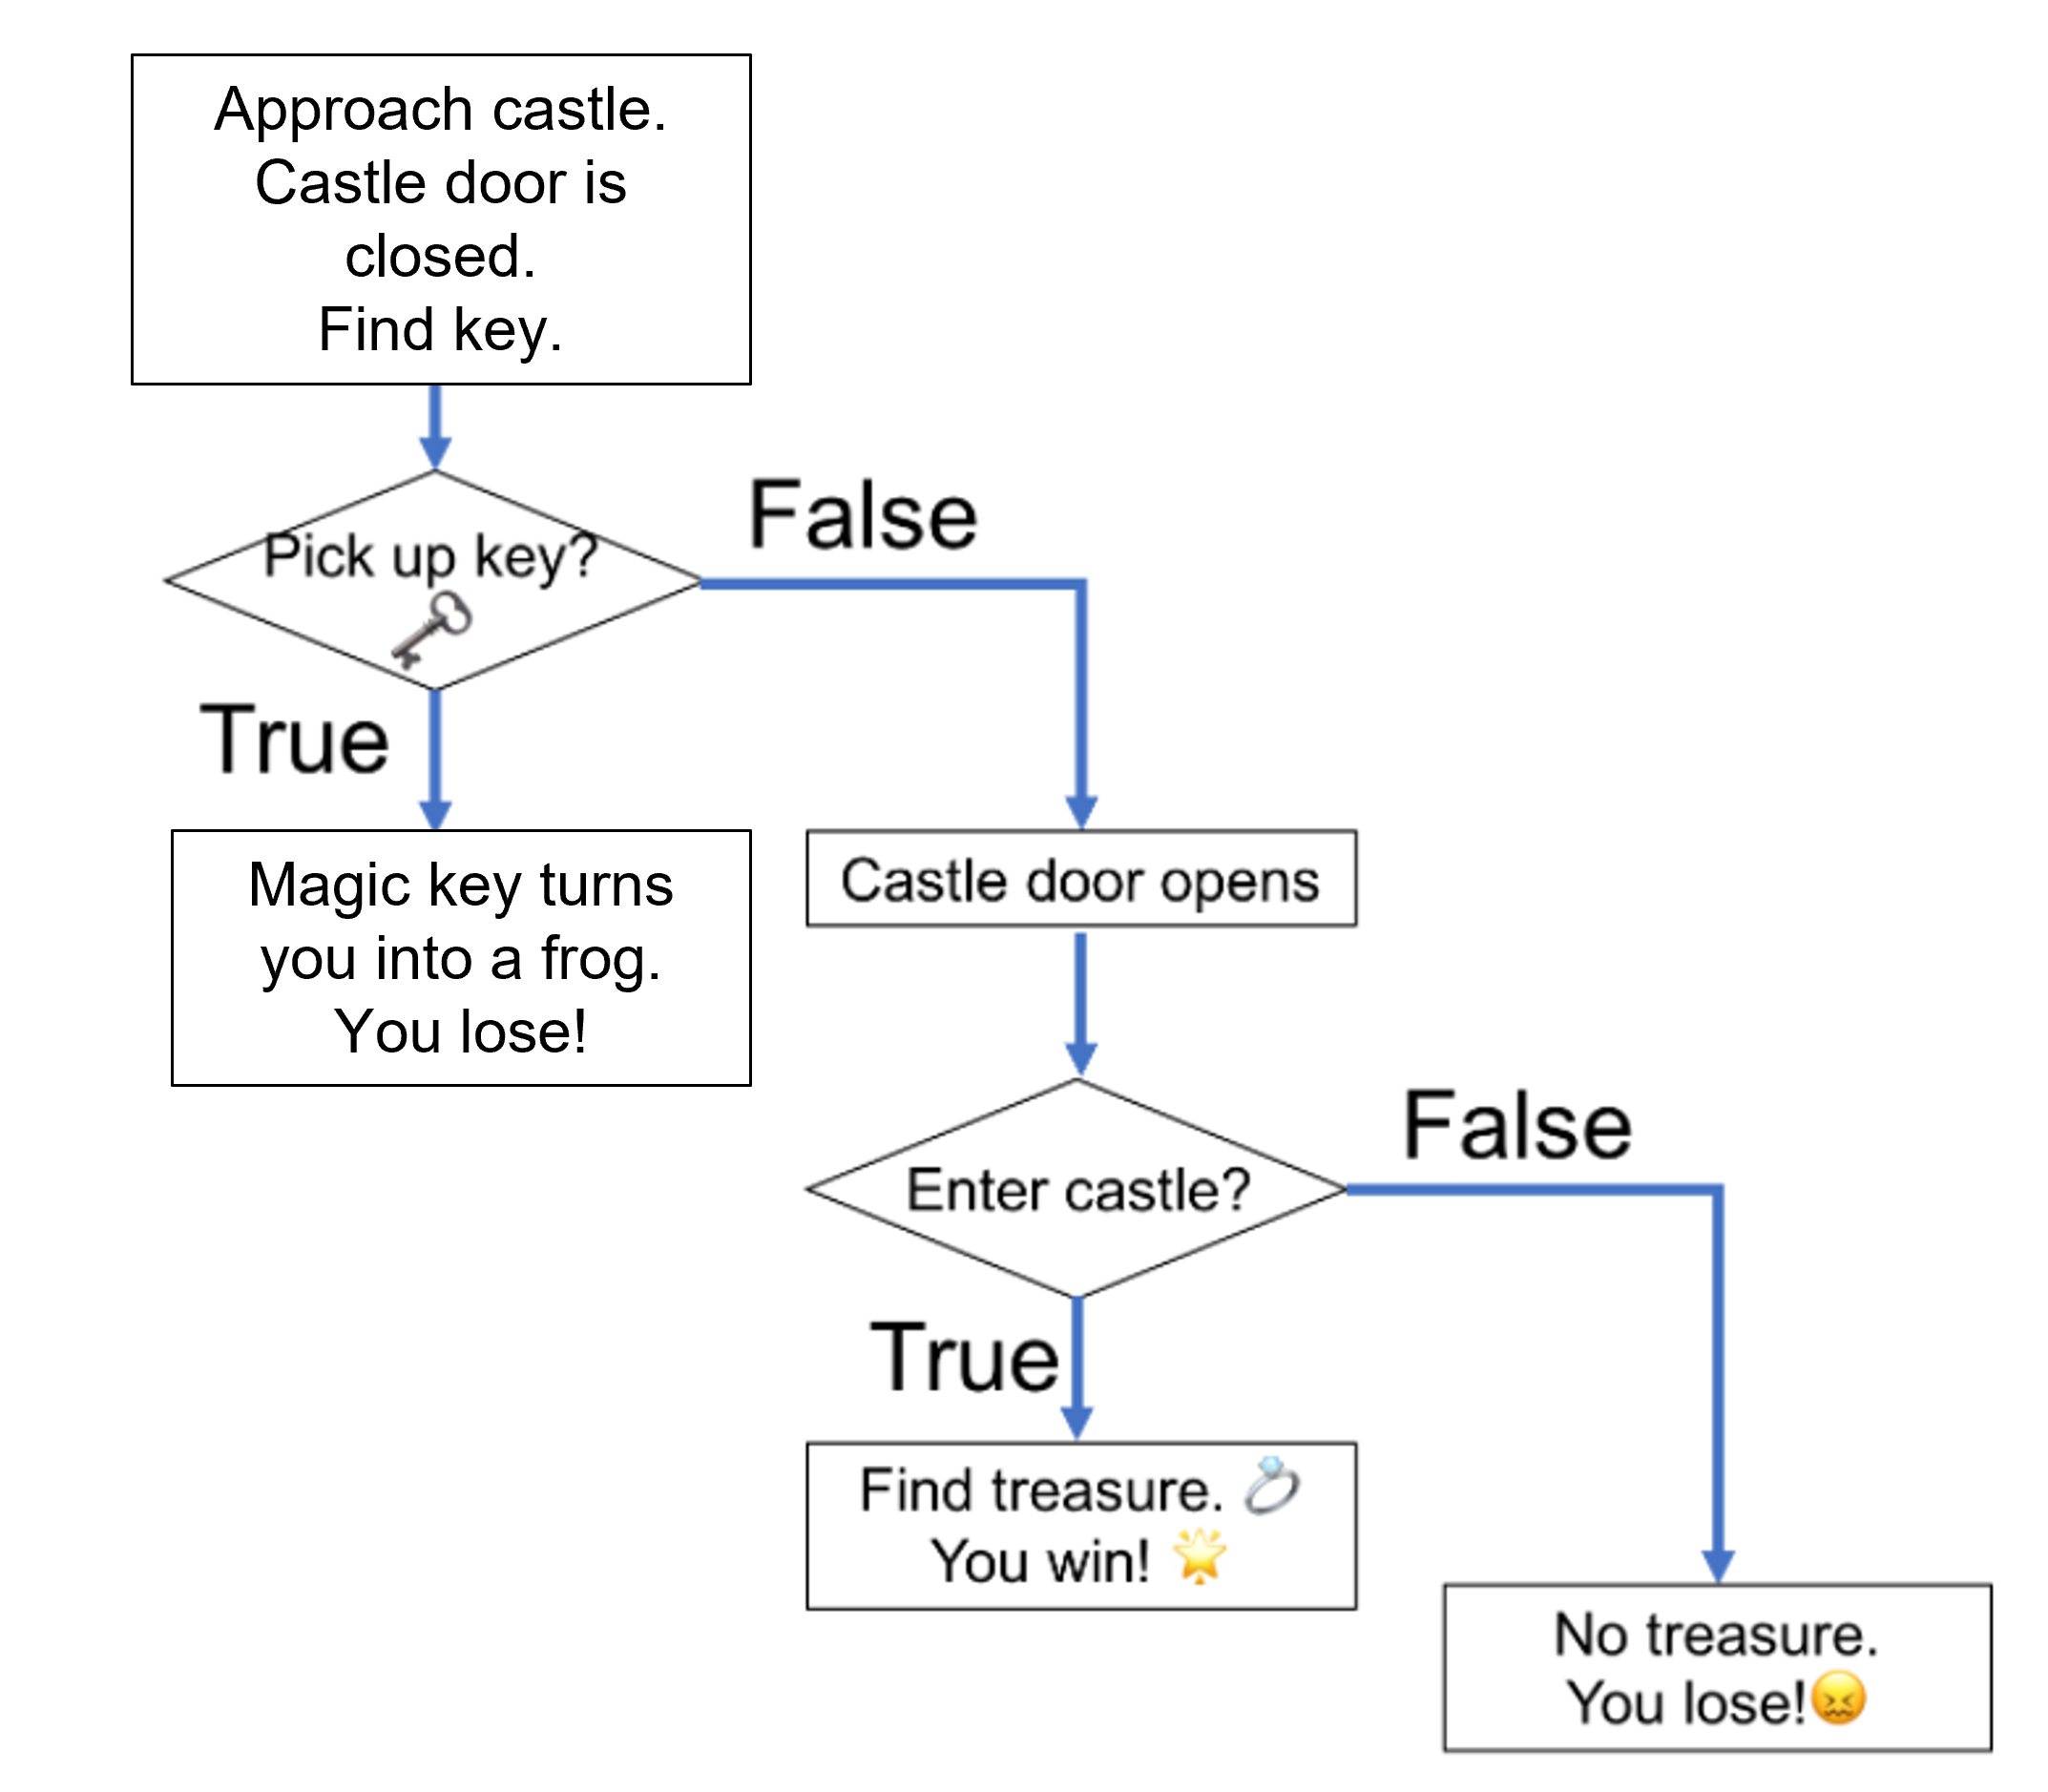 Approach castle.
Castle door is
closed.
Find key.
Pick up key?
False
True
Magic key turns
you into a frog.
You lose!
Castle door opens
Enter castle?
False
True
Find treasure. 💍
You win! 🌟
No treasure.
You lose!😖